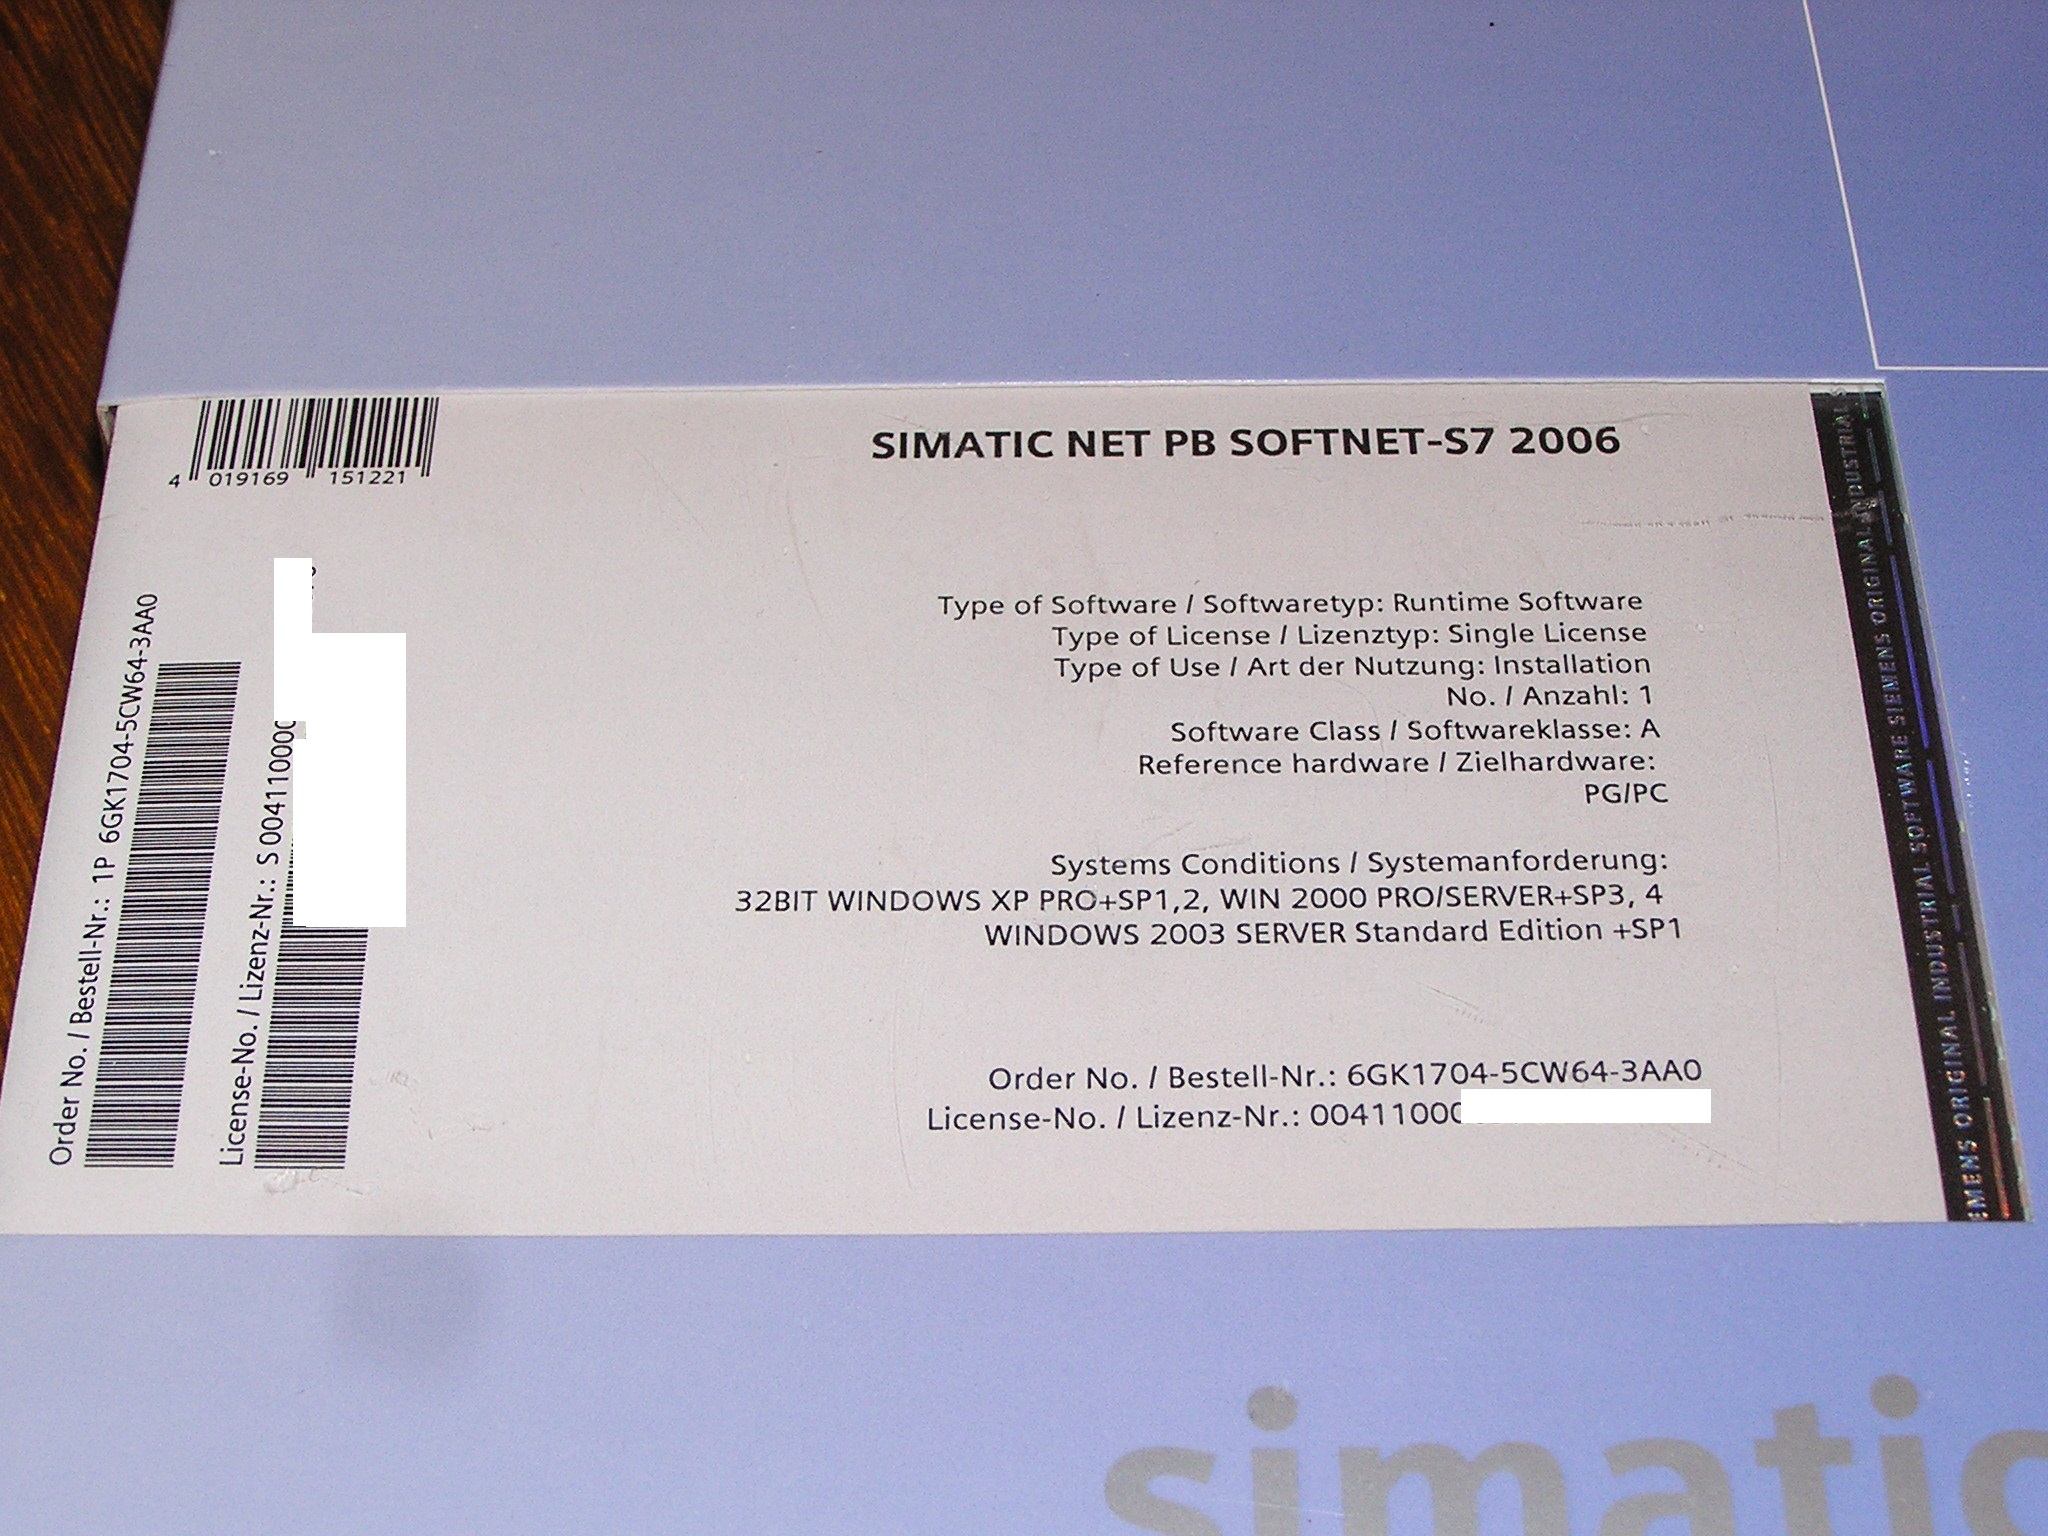 4 019169 151221
SIMATIC NET PB SOFTNET-S7 2006
Type of Software / Softwaretyp: Runtime Software
Type of License / Lizenztyp: Single License
Type of Use / Art der Nutzung: Installation
No. / Anzahl: 1
Software Class / Softwareklasse: A
Reference hardware / Zielhardware:
PG/PC
Systems Conditions / Systemanforderung:
32BIT WINDOWS XP PRO+SP1,2, WIN 2000 PRO/SERVER+SP3, 4
WINDOWS 2003 SERVER Standard Edition +SP1
Order No. / Bestell-Nr.: 6GK1704-5CW64-3AA0
License-No. / Lizenz-Nr.: 00411000
Order No. / Bestell-Nr.: 1P 6GK1704-5CW64-3AA0
License-No. / Lizenz-Nr.: S 00411000
EMENS ORIGINAL INDUSTRIAL SOFTWARE SIEMENS ORIGINAL INDUSTRIAL S
simatic